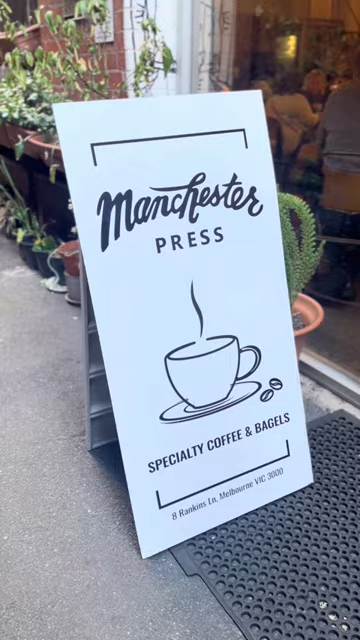 Manchester
PRESS
SPECIALTY COFFEE & BAGELS
8 Rankins Ln, Melbourne VIC 3000